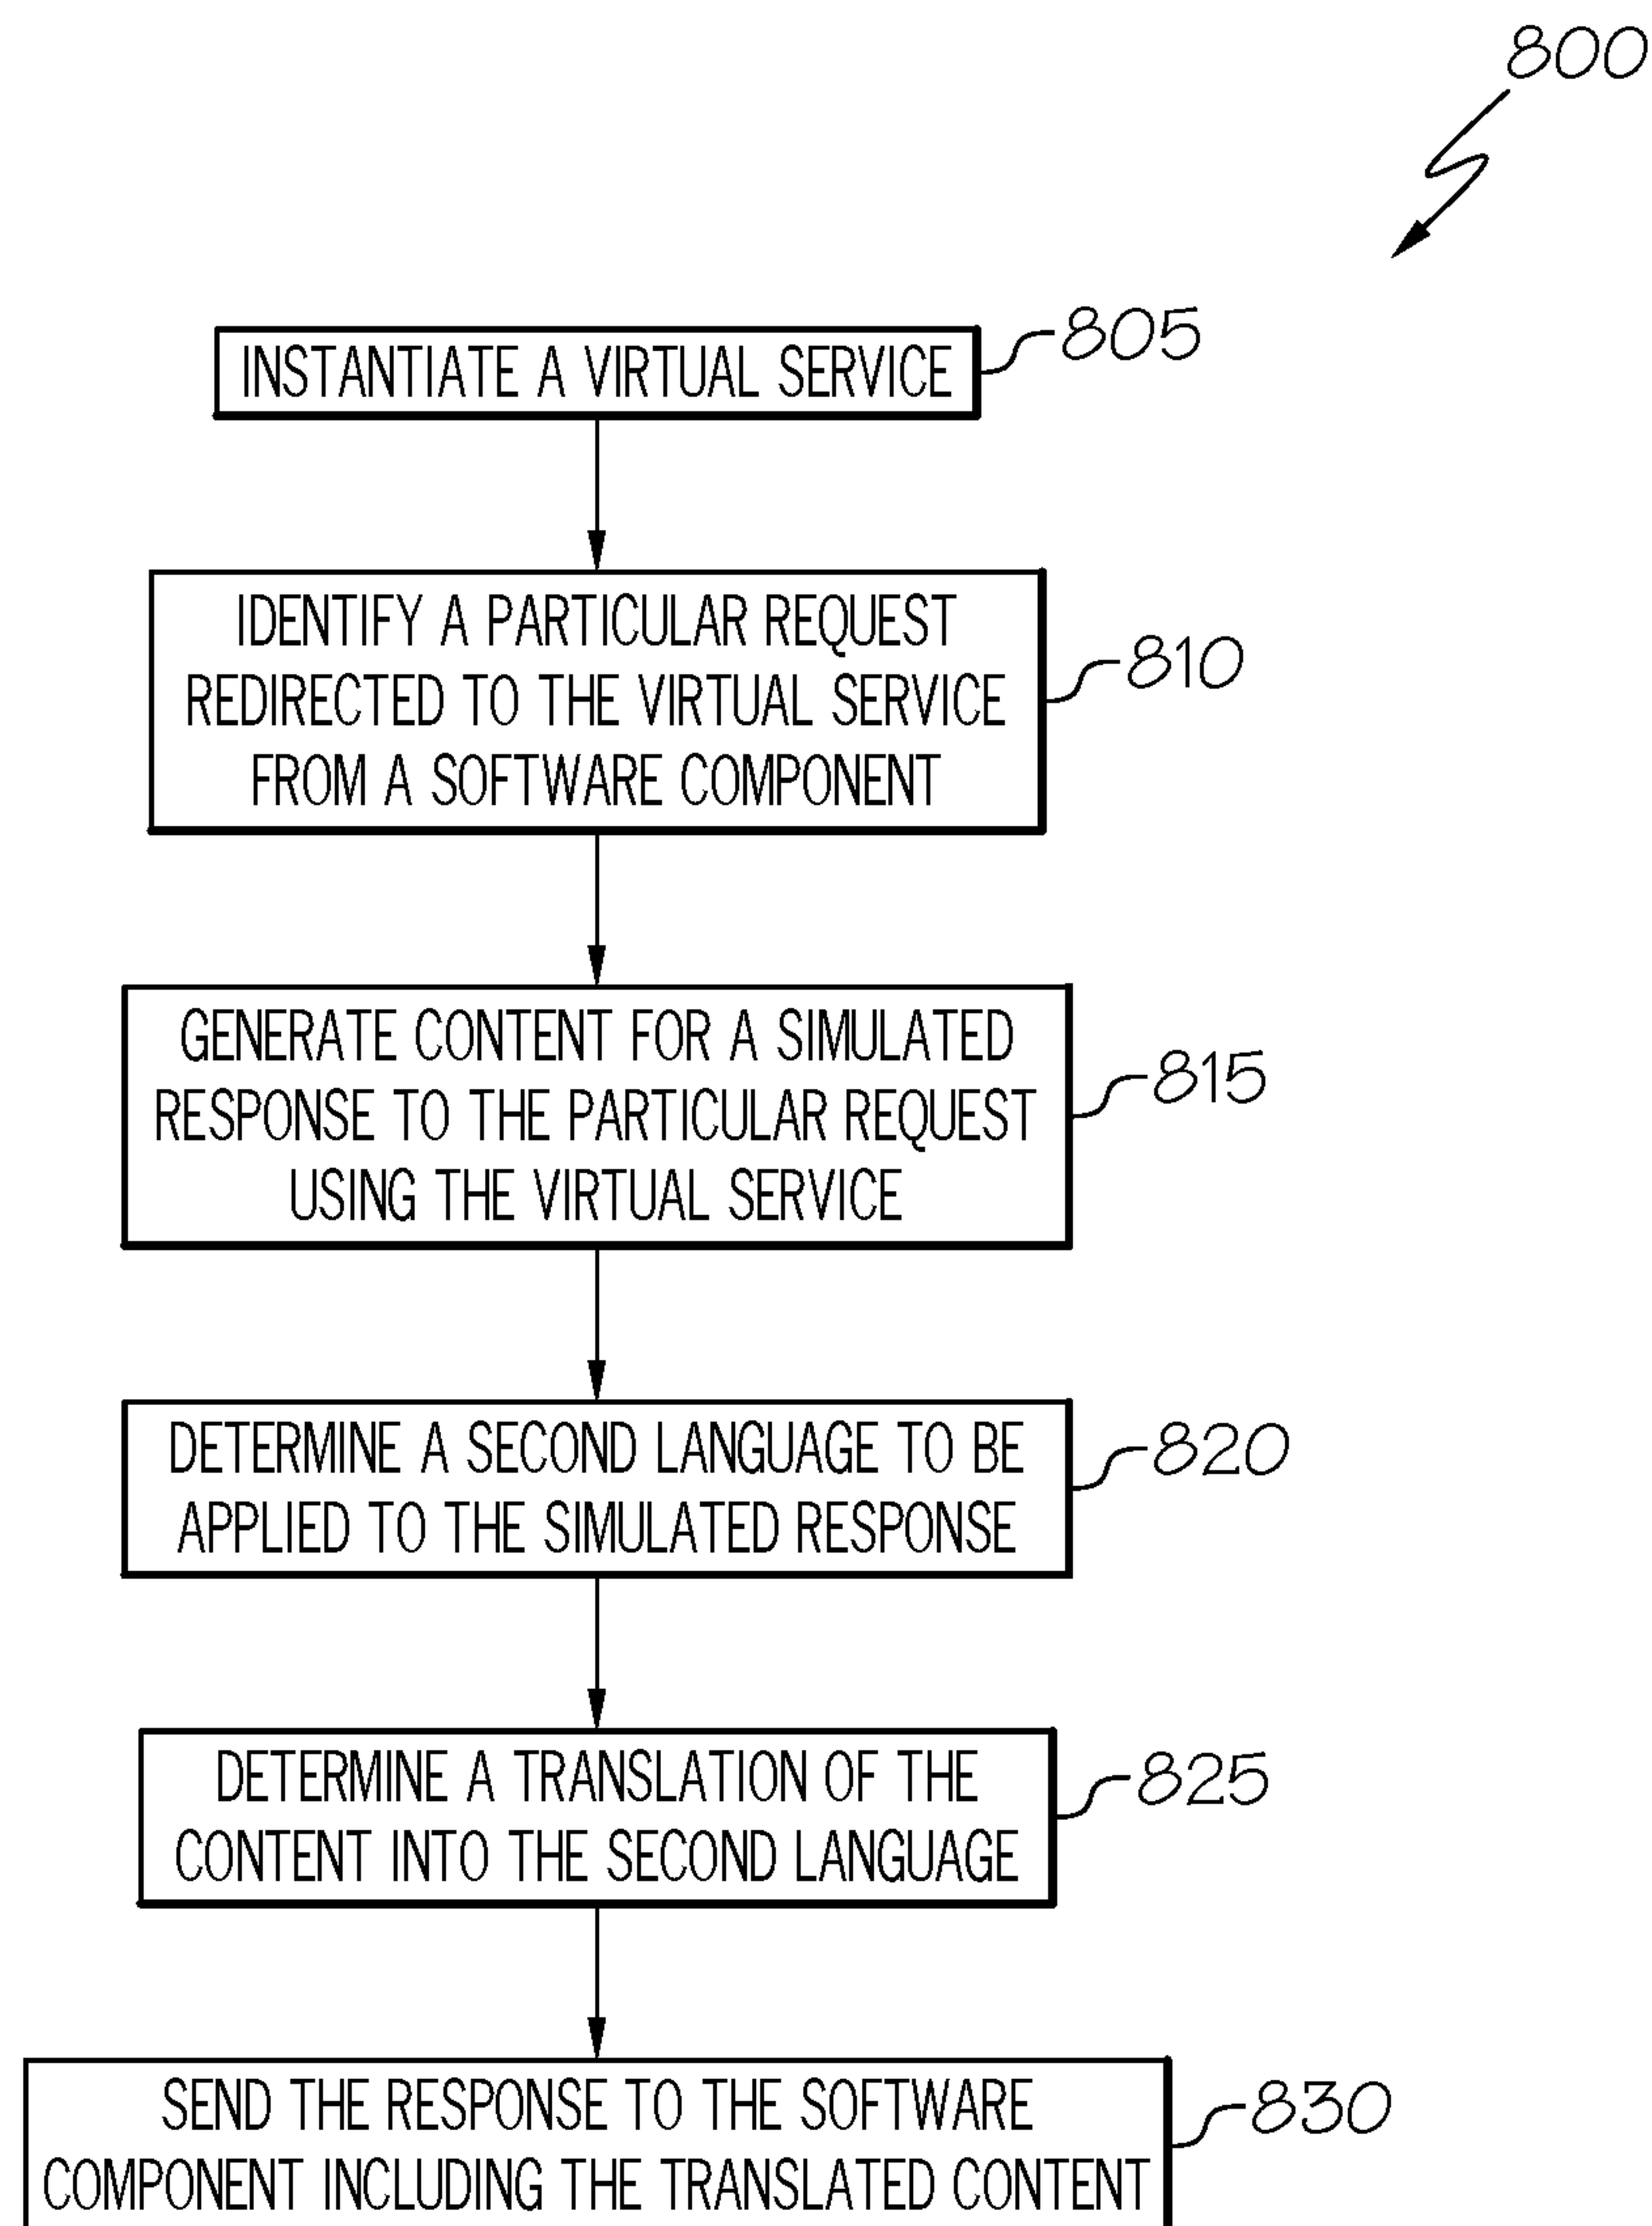 800
INSTANTIATE A VIRTUAL SERVICE
805
IDENTIFY A PARTICULAR REQUEST
REDIRECTED TO THE VIRTUAL SERVICE
FROM A SOFTWARE COMPONENT
810
GENERATE CONTENT FOR A SIMULATED
RESPONSE TO THE PARTICULAR REQUEST
USING THE VIRTUAL SERVICE
815
DETERMINE A SECOND LANGUAGE TO BE
APPLIED TO THE SIMULATED RESPONSE
820
DETERMINE A TRANSLATION OF THE
CONTENT INTO THE SECOND LANGUAGE
825
SEND THE RESPONSE TO THE SOFTWARE
COMPONENT INCLUDING THE TRANSLATED CONTENT
830